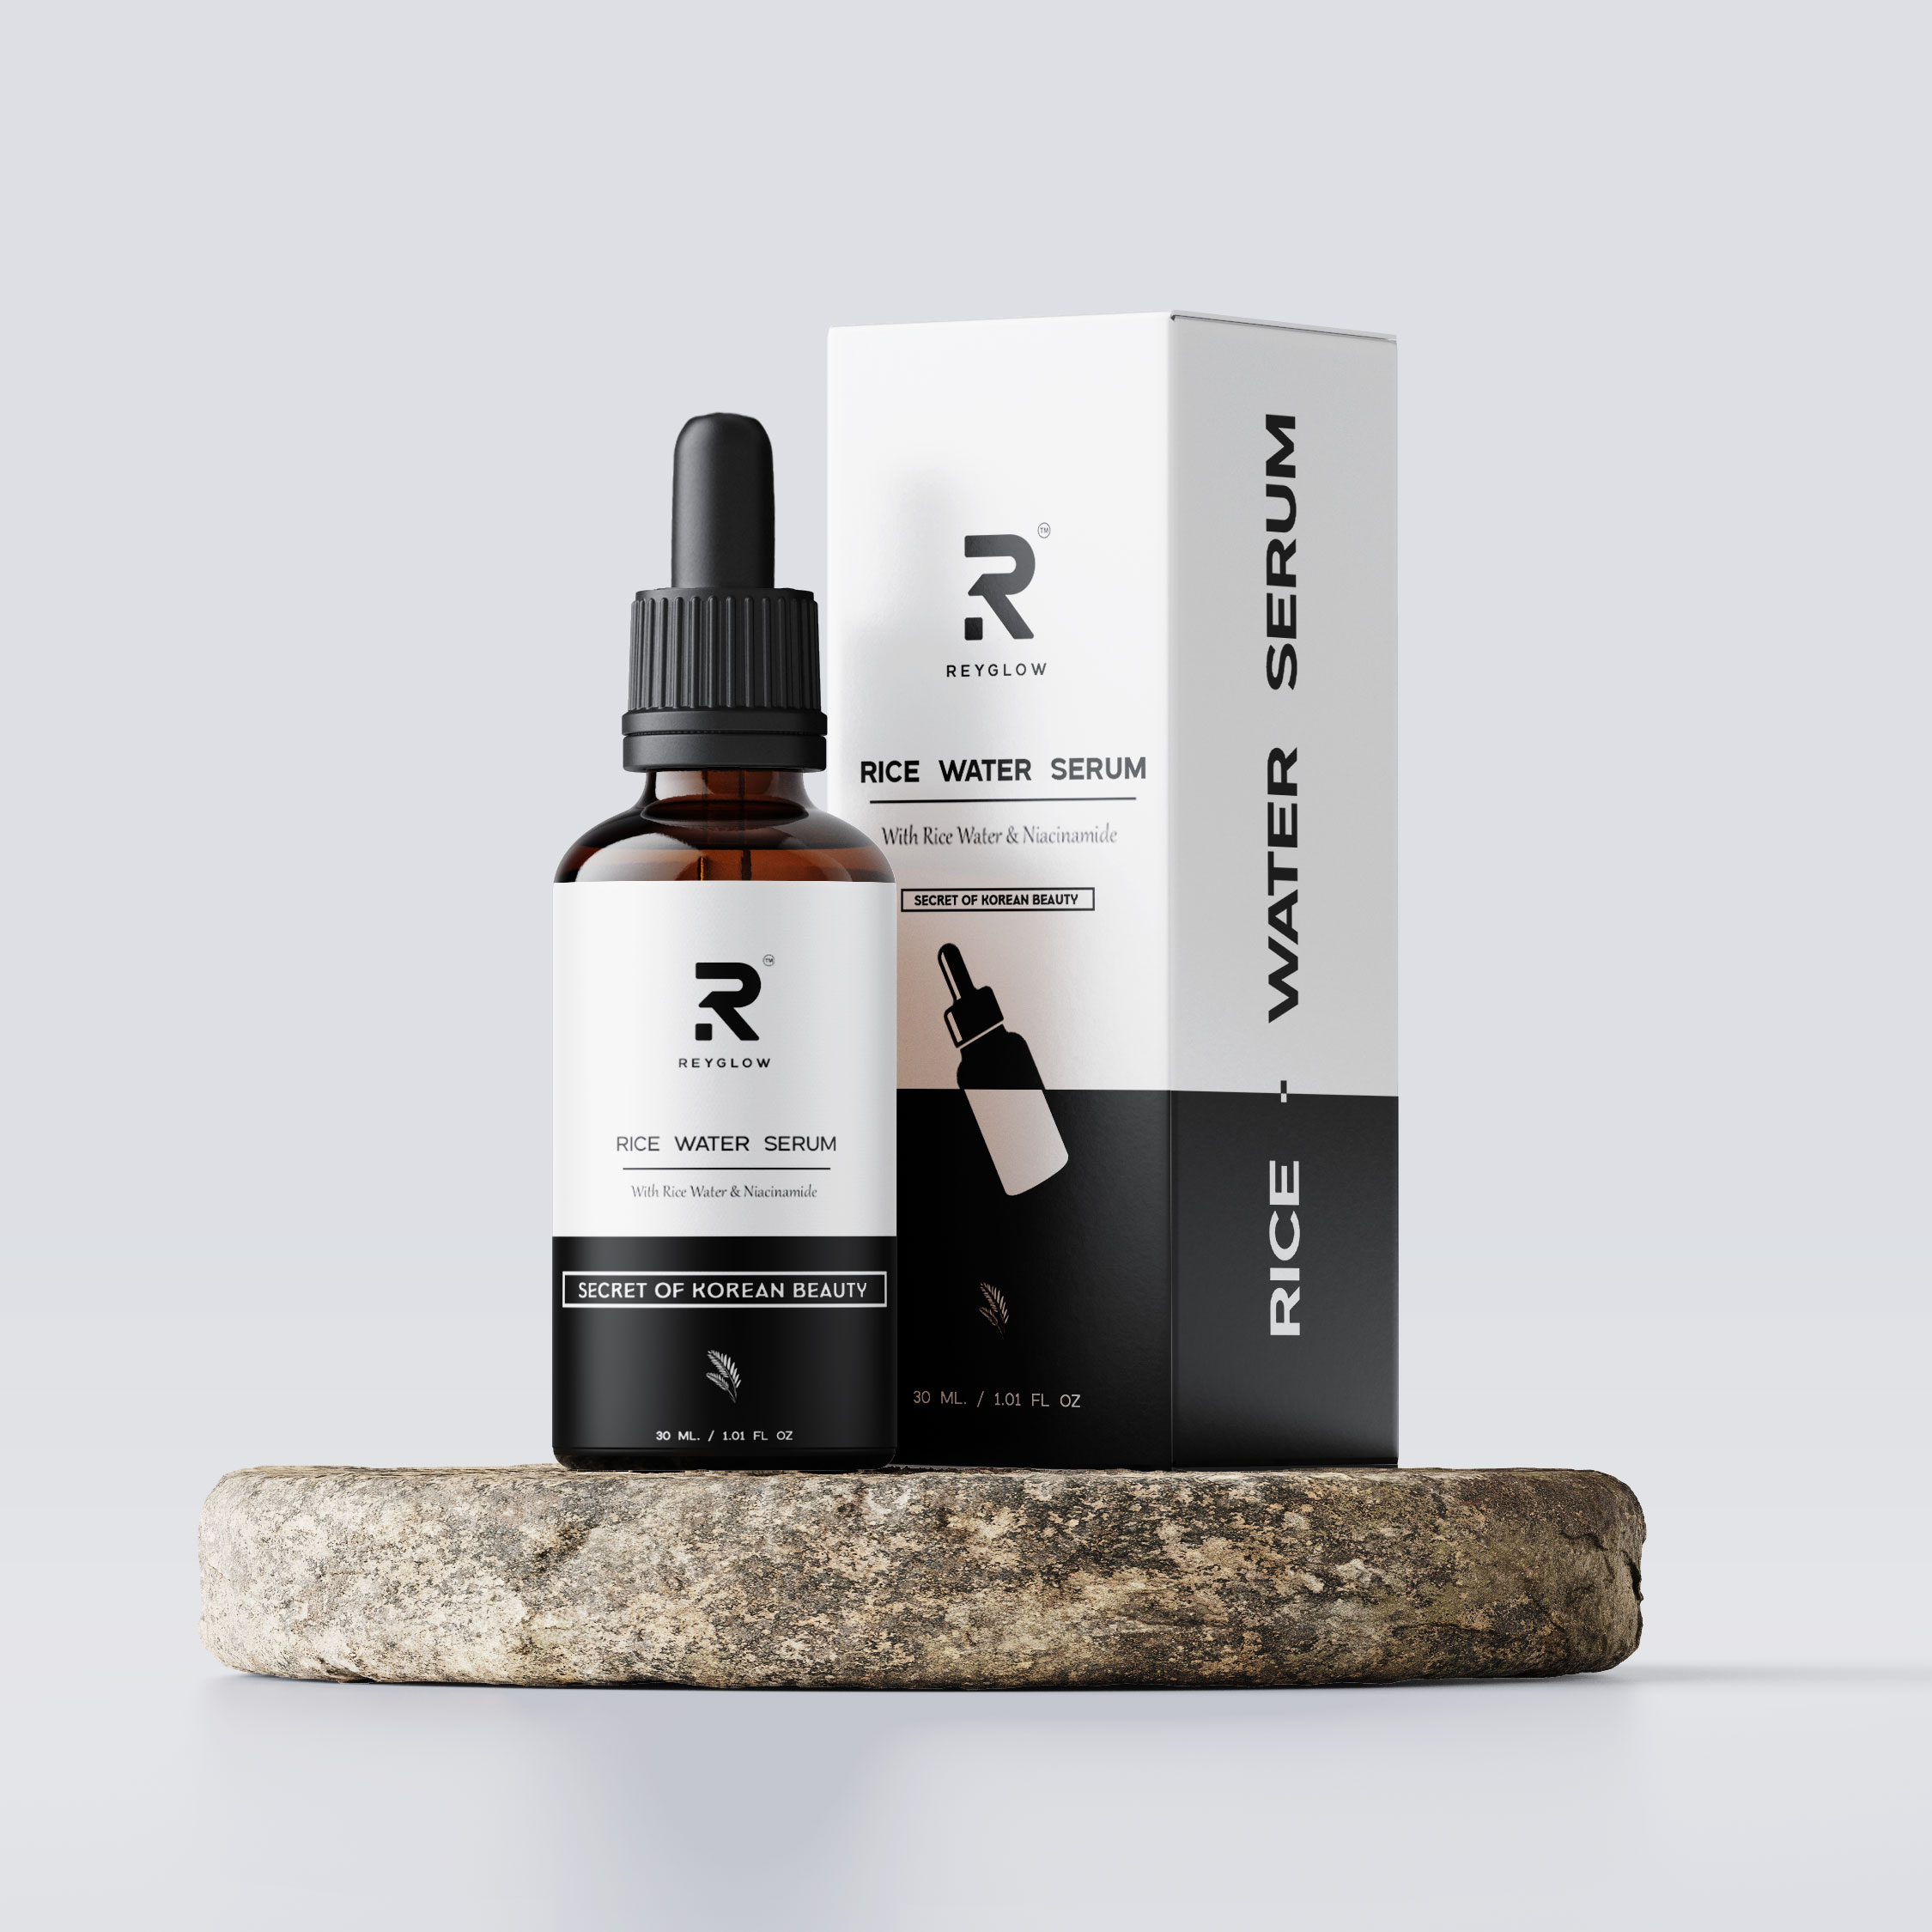 R
TM
REYGLOW
RICE WATER SERUM
With Rice Water & Niacinamide
SECRET OF KOREAN BEAUTY
30 ML. / 1.01 FL OZ
R
TM
REYGLOW
RICE WATER SERUM
With Rice Water & Niacinamide
SECRET OF KOREAN BEAUTY
30 ML. / 1.01 FL OZ
RICE - WATER SERUM